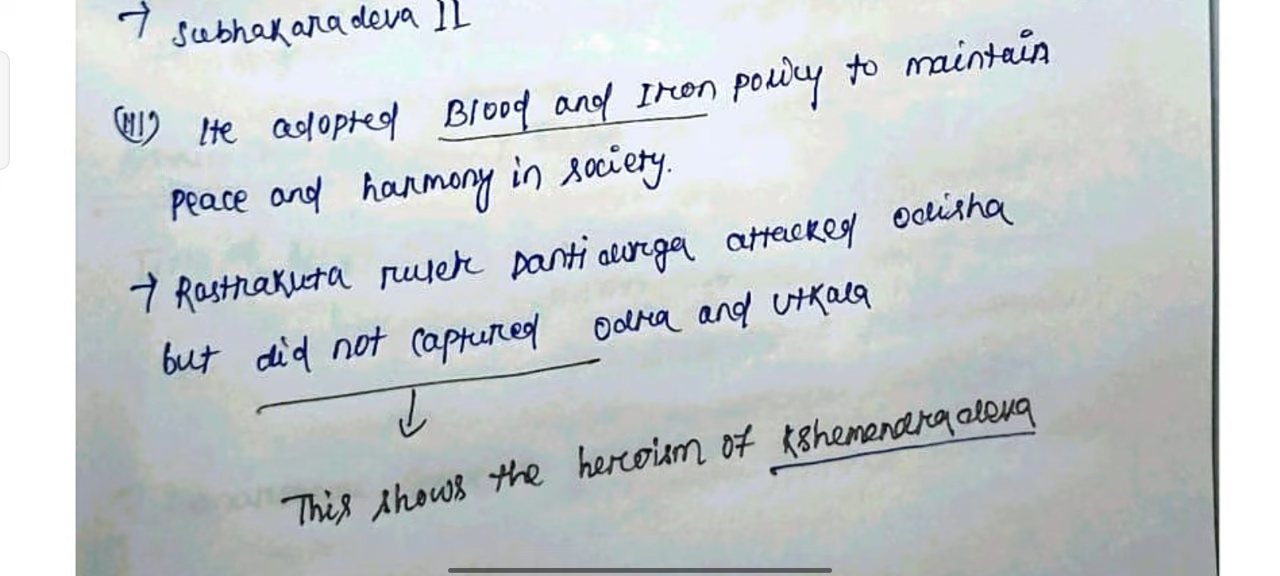 → Subhakaradeva II
(III) He adopted Blood and Iron policy to maintain
peace and harmony in society.
→ Rastrakuta ruler Dantidurga attacked Odisha
but did not captured Odra and Utkala
↓
This shows the heroism of Kshemankaradeva